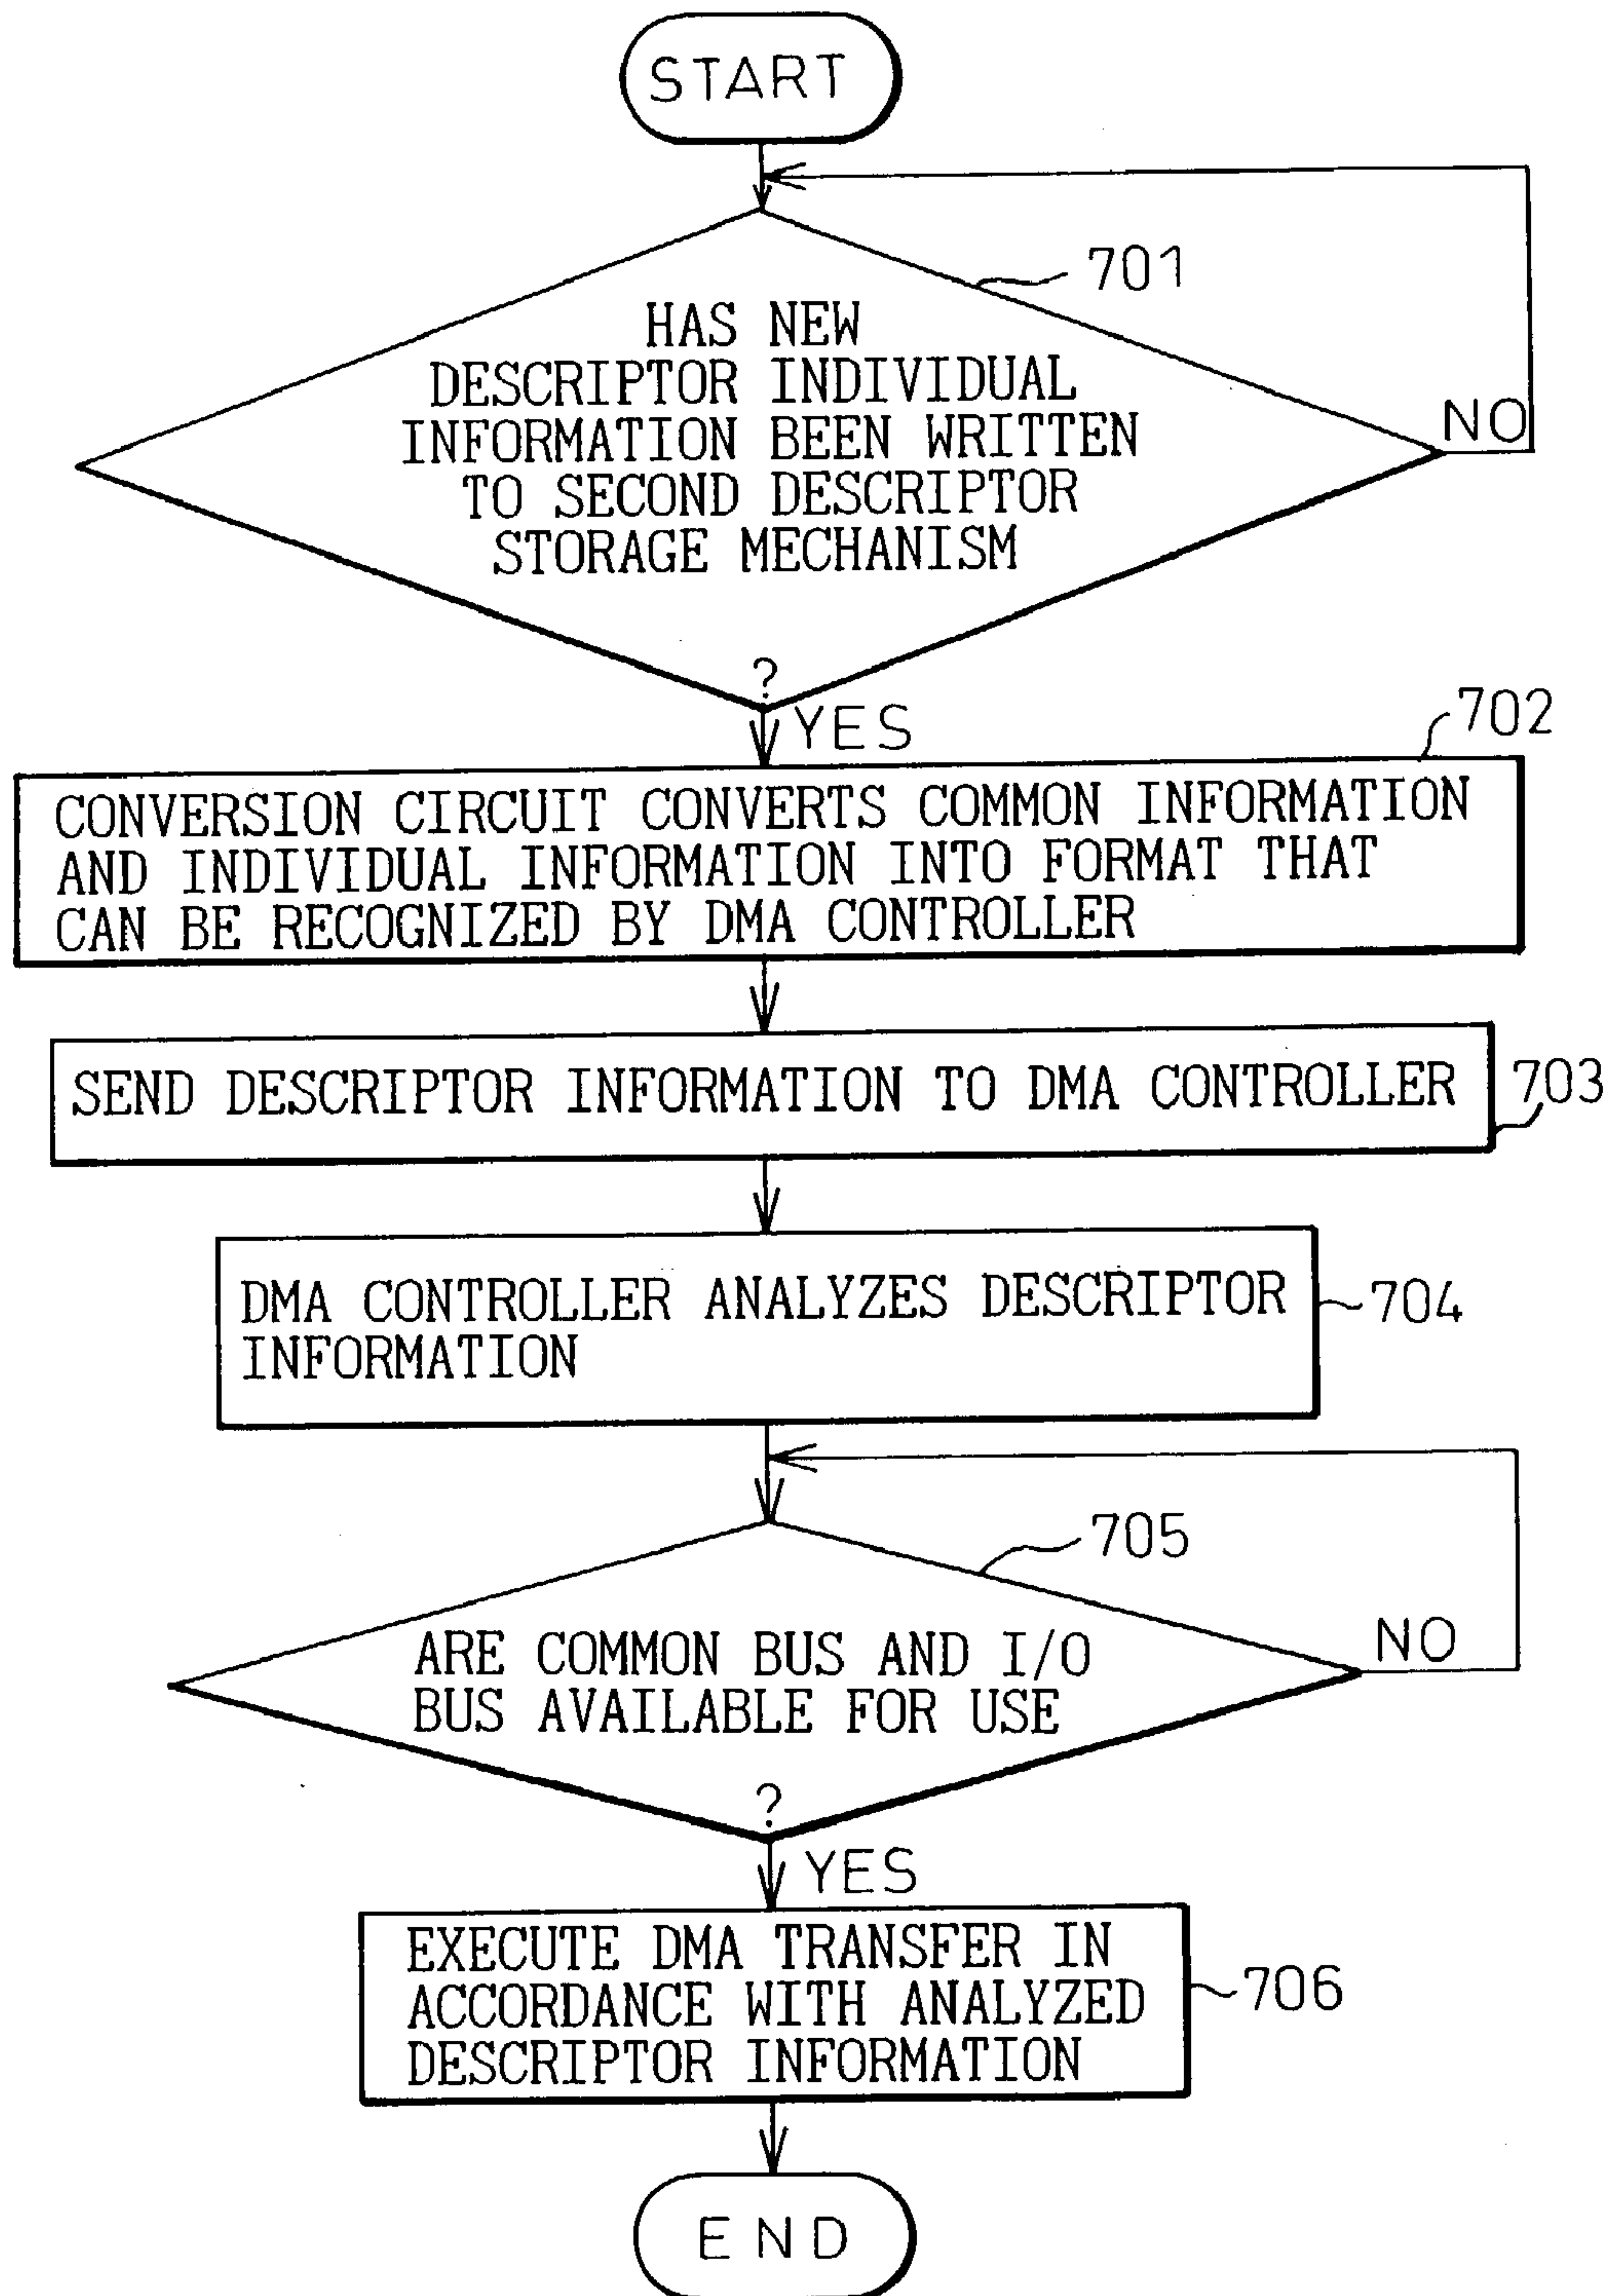 START
701
HAS NEW
DESCRIPTOR INDIVIDUAL
INFORMATION BEEN WRITTEN
TO SECOND DESCRIPTOR
STORAGE MECHANISM
?
NO
YES
702
CONVERSION CIRCUIT CONVERTS COMMON INFORMATION
AND INDIVIDUAL INFORMATION INTO FORMAT THAT
CAN BE RECOGNIZED BY DMA CONTROLLER
SEND DESCRIPTOR INFORMATION TO DMA CONTROLLER
703
DMA CONTROLLER ANALYZES DESCRIPTOR
INFORMATION
704
705
ARE COMMON BUS AND I/O
BUS AVAILABLE FOR USE
?
NO
YES
EXECUTE DMA TRANSFER IN
ACCORDANCE WITH ANALYZED
DESCRIPTOR INFORMATION
706
END